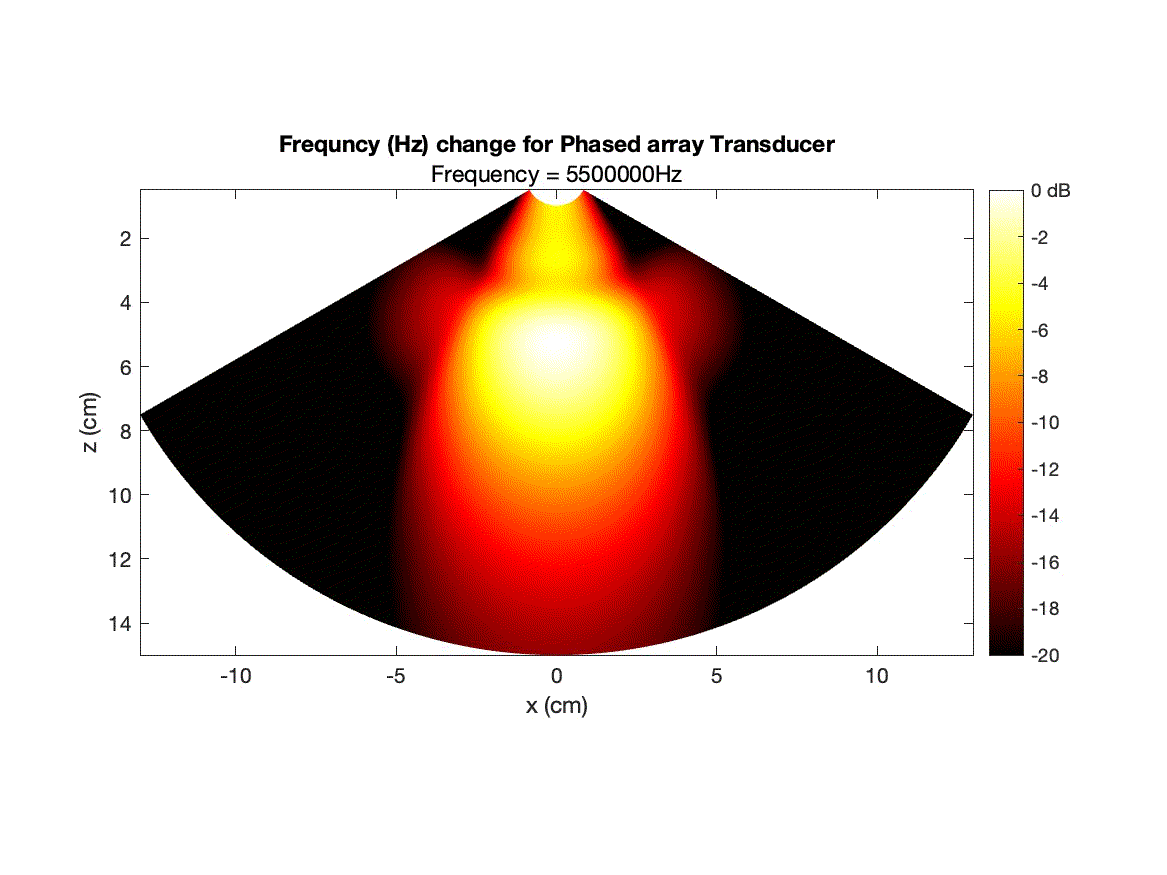 Frequncy (Hz) change for Phased array Transducer
Frequency = 5500000Hz
0 dB
-2
-4
-6
-8
-10
-12
-14
-16
-18
-20
z (cm)
2
4
6
8
10
12
14
-10 -5 0 5 10
x (cm)